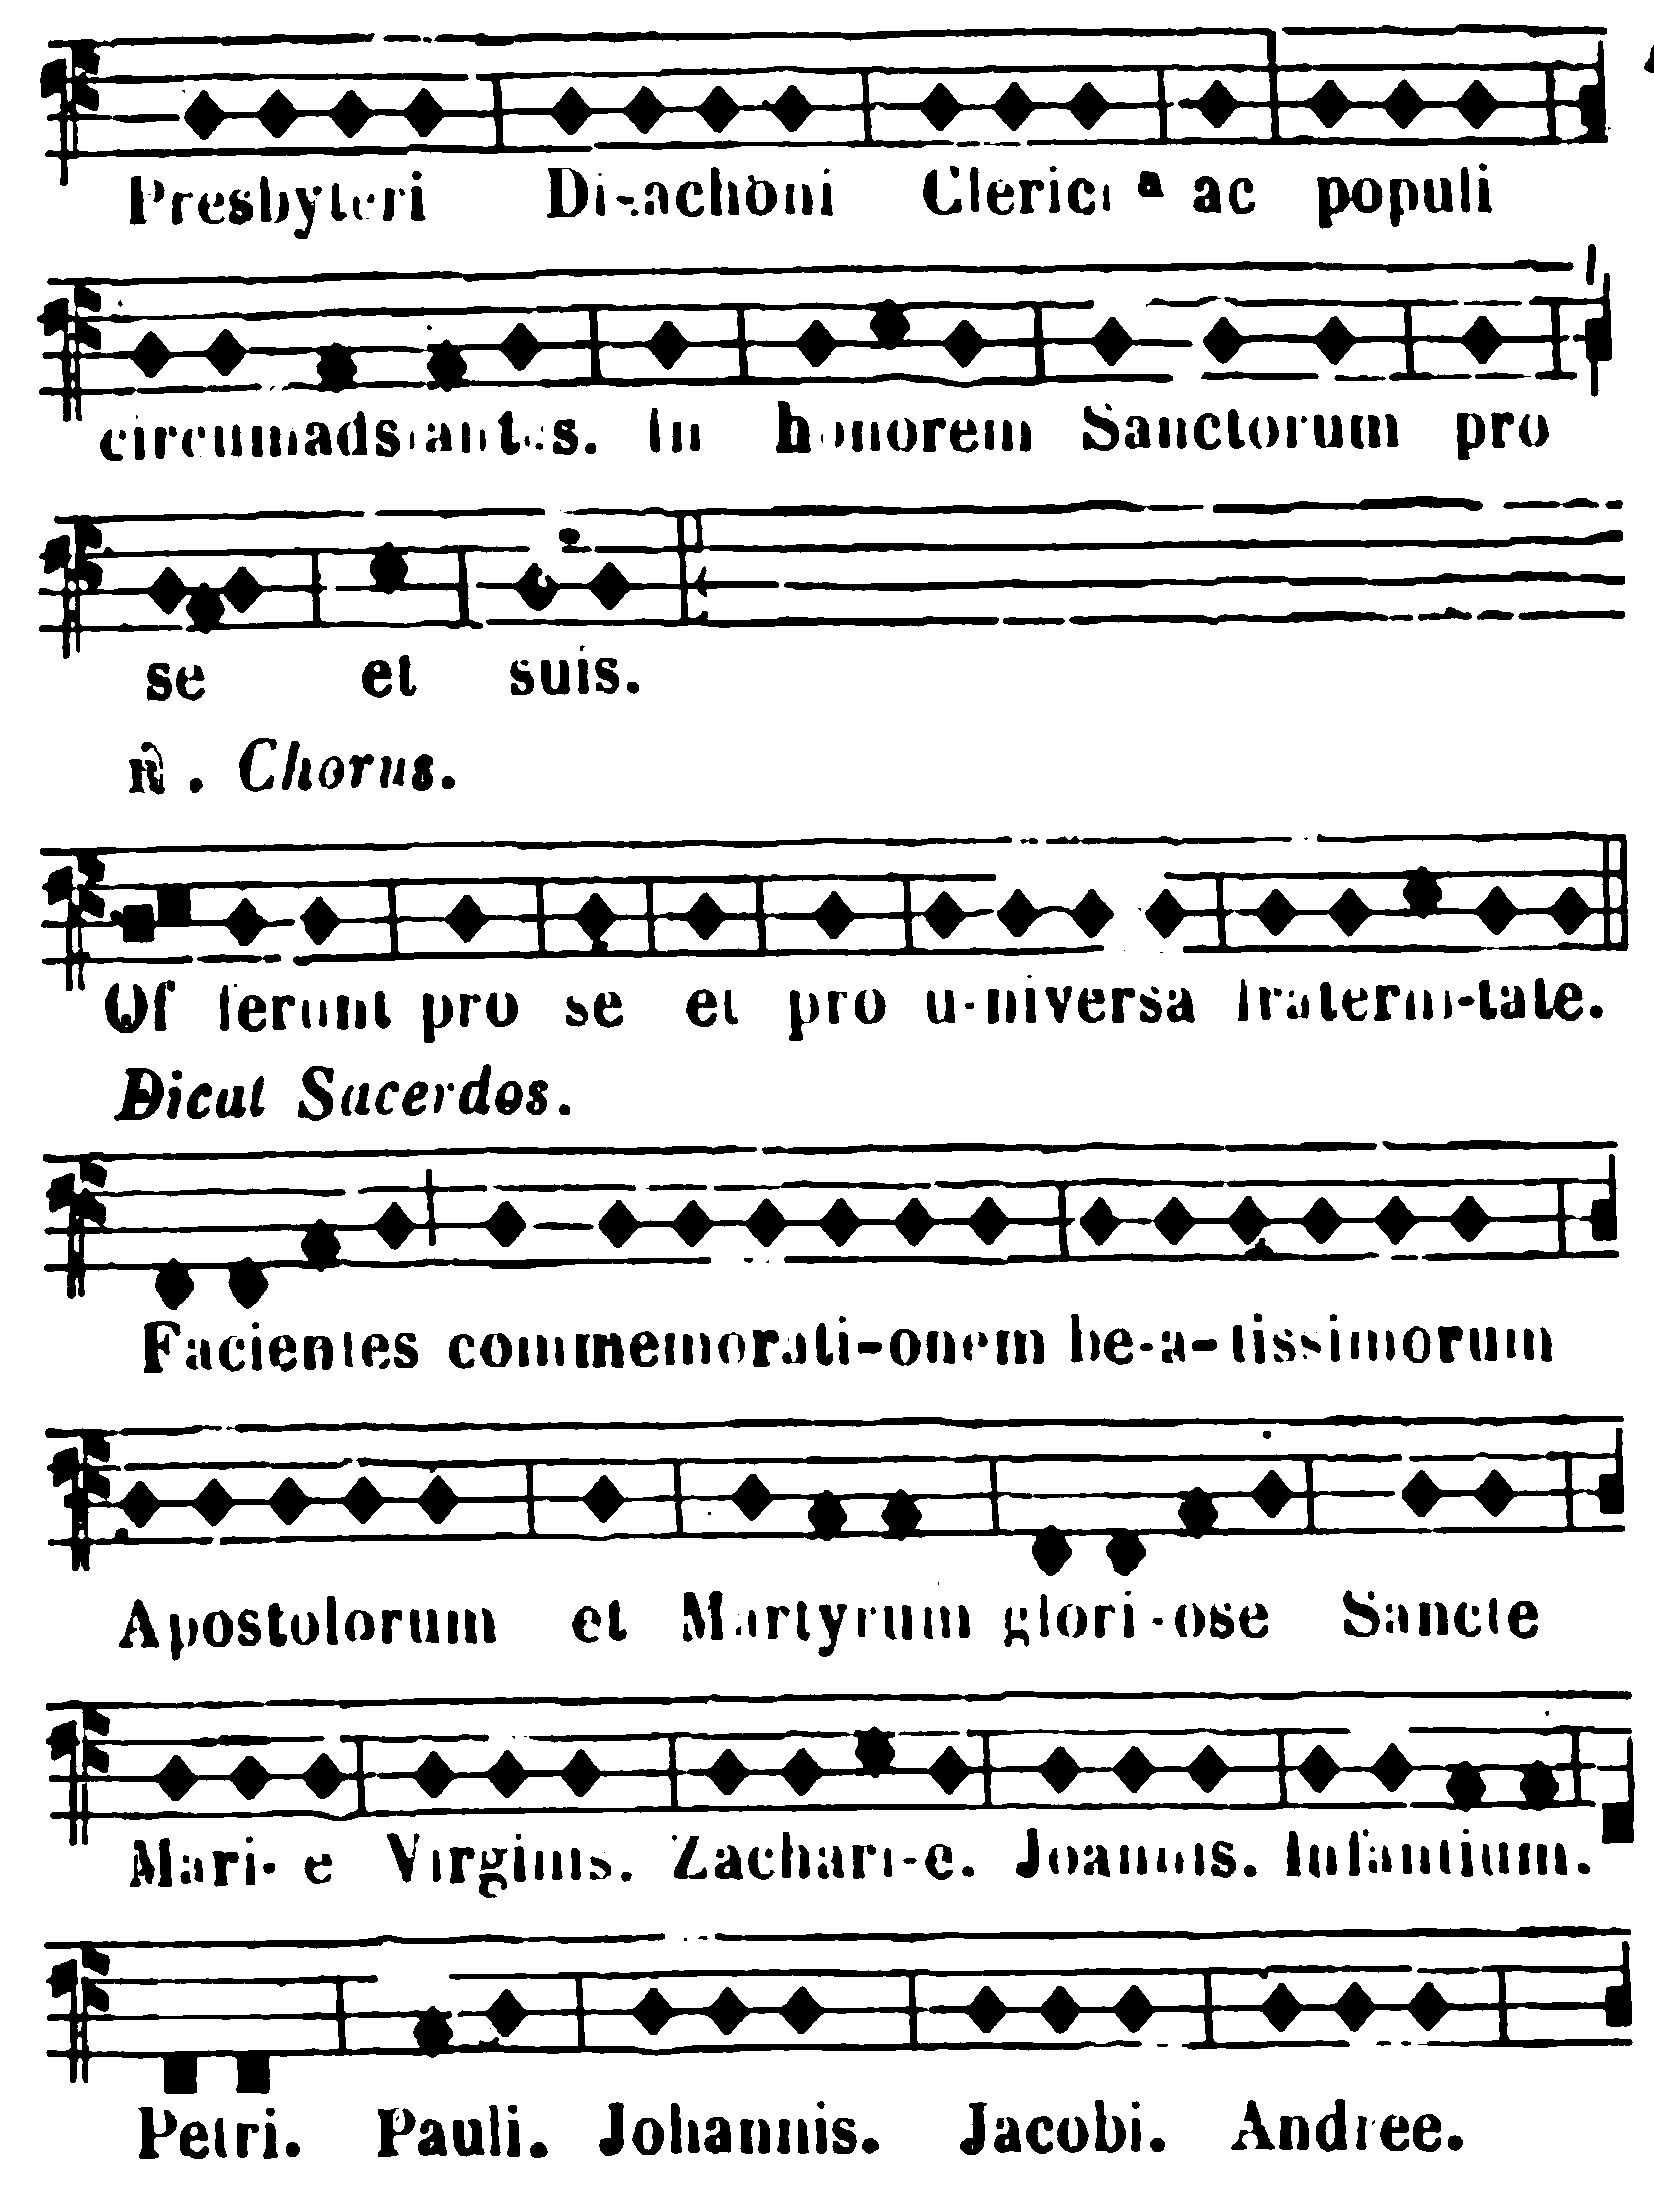 Presbyteri Di-achoni Clerici a ac populi
circumadstantes. In honorem Sanctorum pro
se et suis.
℟. Chorus.
Of ferunt pro se et pro u-niversa fraterni-tate.
Dicat Sacerdos.
Facientes commemorati-onem be-a-tissimorum
Apostolorum et Martyrum glori-ose Sancte
Mari-e Virginis. Zachari-e. Joannis. Infantium.
Petri. Pauli. Johannis. Jacobi. Andree.